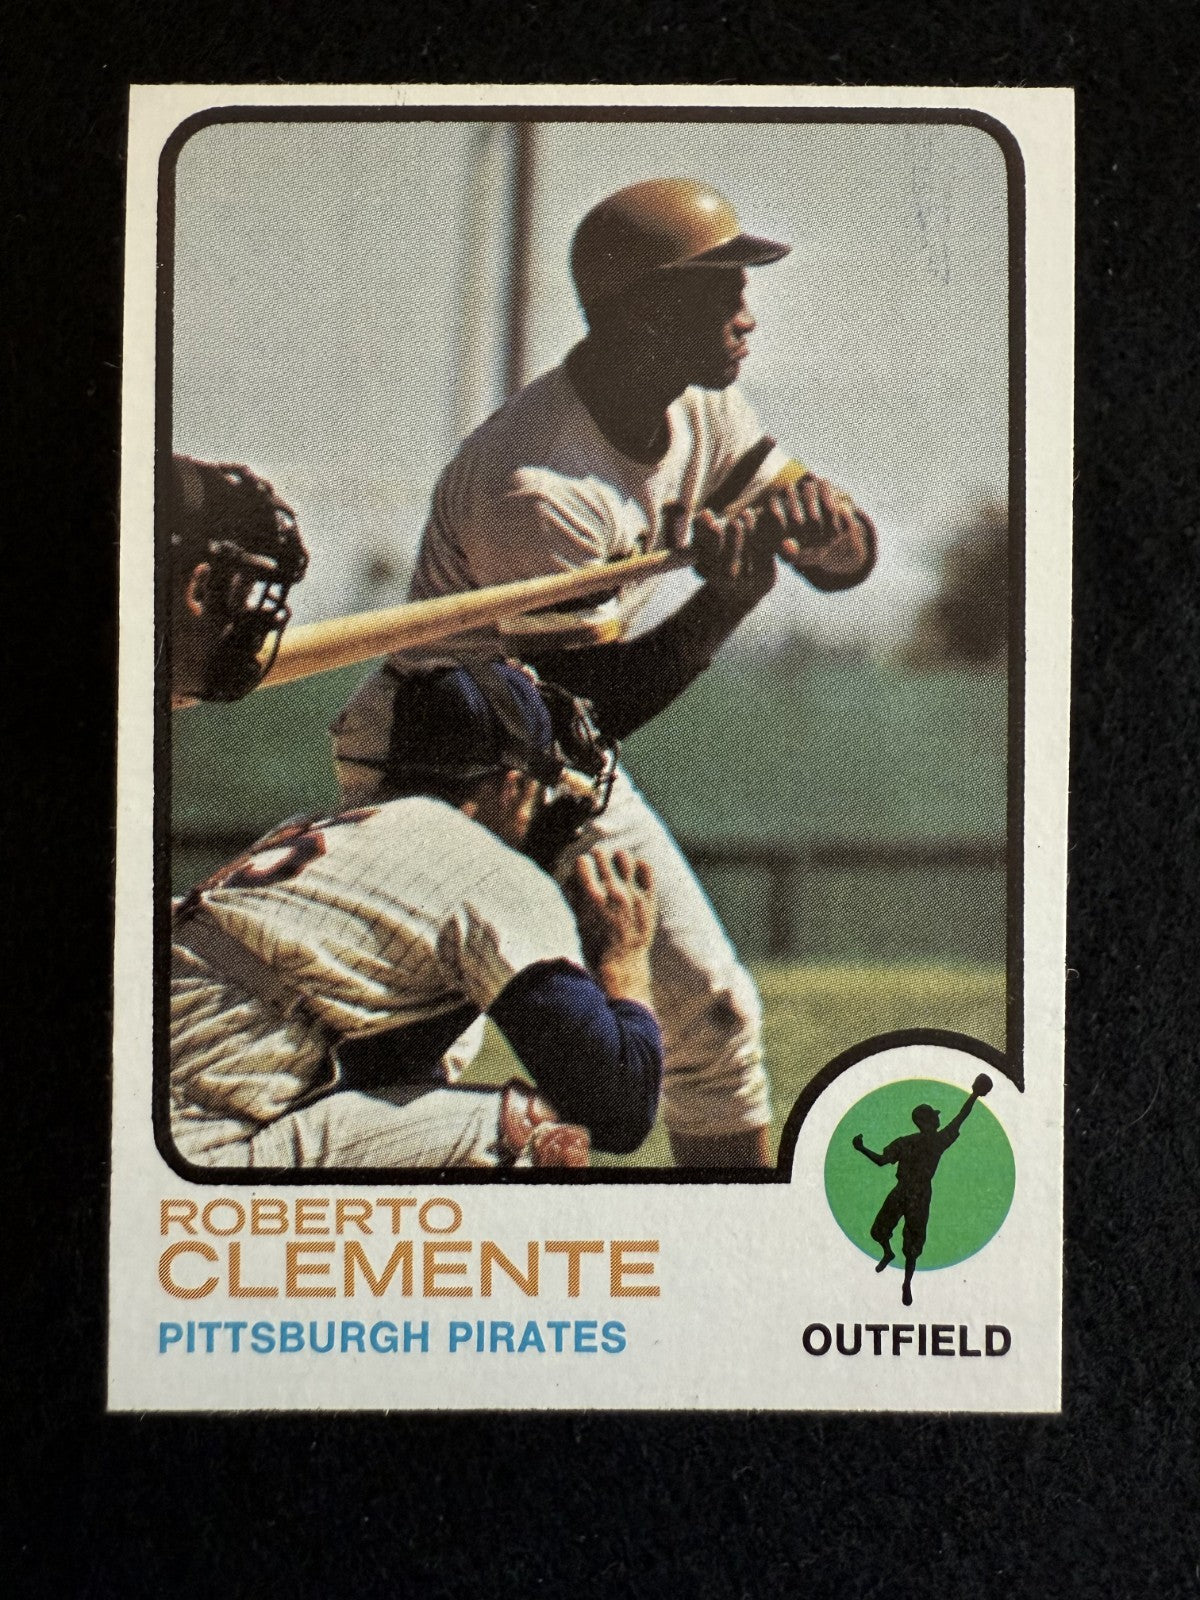 ROBERTO
CLEMENTE
PITTSBURGH PIRATES
OUTFIELD